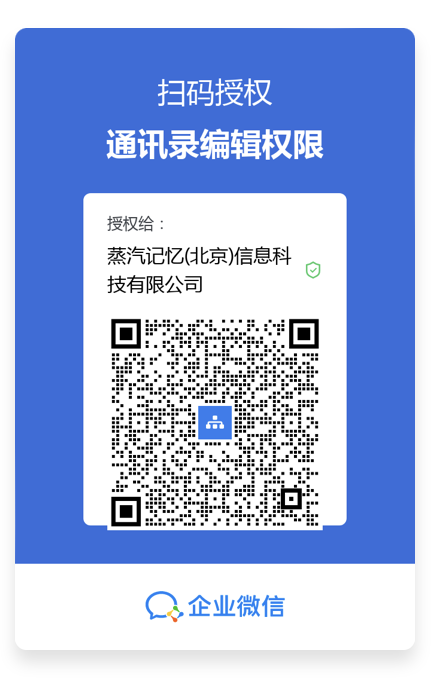 扫码授权
通讯录编辑权限
授权给：
蒸汽记忆(北京)信息科
技有限公司
企业微信